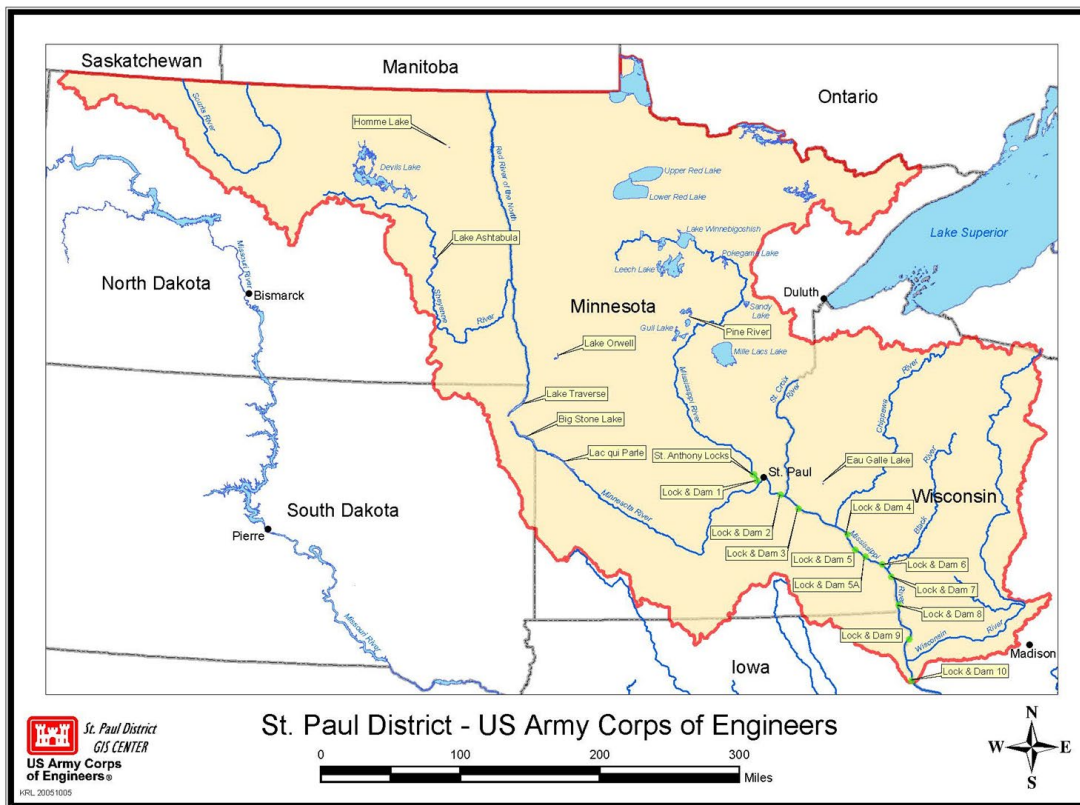 Saskatchewan
Manitoba
Ontario
Souris River
Homme Lake
Devils Lake
Red River of the North
Upper Red Lake
Lower Red Lake
Lake Superior
Lake Winnebigoshish
Lake Ashtabula
Pokegama Lake
Leech Lake
Missouri River
North Dakota
Bismarck
Sheyenne
River
Minnesota
Duluth
Sandy
Lake
Gull Lake
Pine River
Mille Lacs Lake
Lake Orwell
Mississippi River
St. Croix
River
Chippewa
River
Lake Traverse
Big Stone Lake
Lac qui Parle
St. Anthony Locks
St. Paul
Eau Galle Lake
Lock & Dam 1
Minnesota River
Black
River
Wisconsin
South Dakota
Pierre
Lock & Dam 2
Lock & Dam 4
Lock & Dam 3
Mississippi
River
Lock & Dam 5
Lock & Dam 6
Lock & Dam 5A
Lock & Dam 7
Lock & Dam 8
Lock & Dam 9
Wisconsin
River
Missouri River
Iowa
Madison
Lock & Dam 10
St. Paul District
GIS CENTER
US Army Corps
of Engineers®
KRL 20051005
St. Paul District - US Army Corps of Engineers
0 100 200 300
Miles
N
W E
S